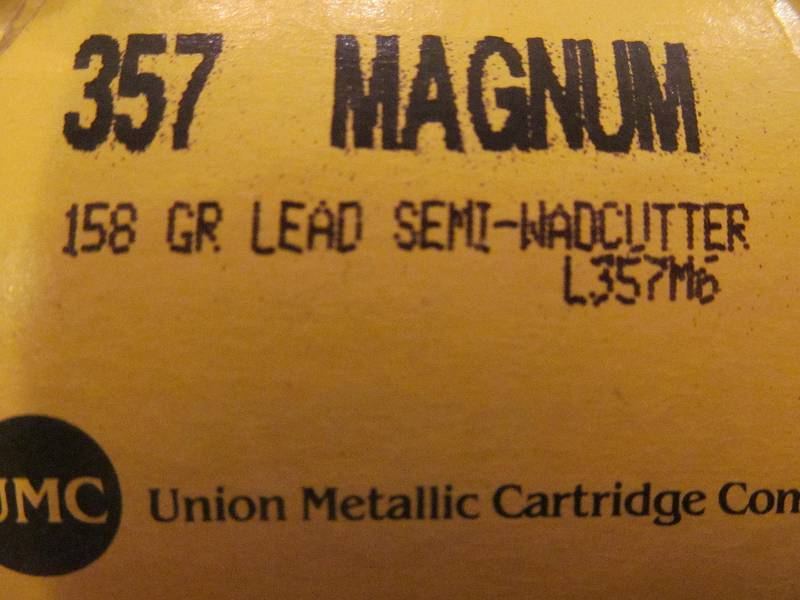 357 MAGNUM
158 GR LEAD SEMI-WADCUTTER
L357M6
UMC Union Metallic Cartridge Com